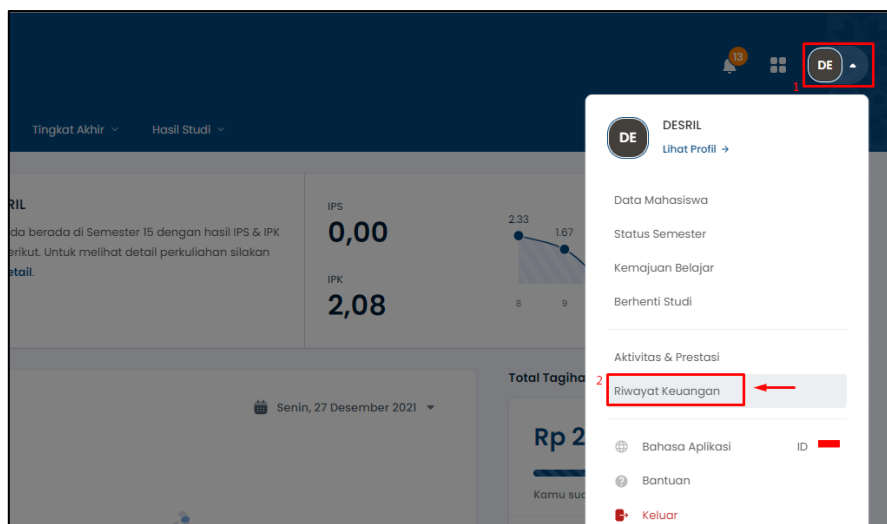 13
DE
1
Tingkat Akhir
Hasil Studi
DE
DESRIL
Lihat Profil →
RIL
da berada di Semester 15 dengan hasil IPS & IPK
erikut. Untuk melihat detail perkuliahan silakan
etail.
IPS
0,00
IPK
2,08
2.33
1.67
8
9
Data Mahasiswa
Status Semester
Kemajuan Belajar
Berhenti Studi
Aktivitas & Prestasi
2
Riwayat Keuangan
Total Tagiha
Senin, 27 Desember 2021
Rp 2
Kamu suc
Bahasa Aplikasi ID
Bantuan
Keluar